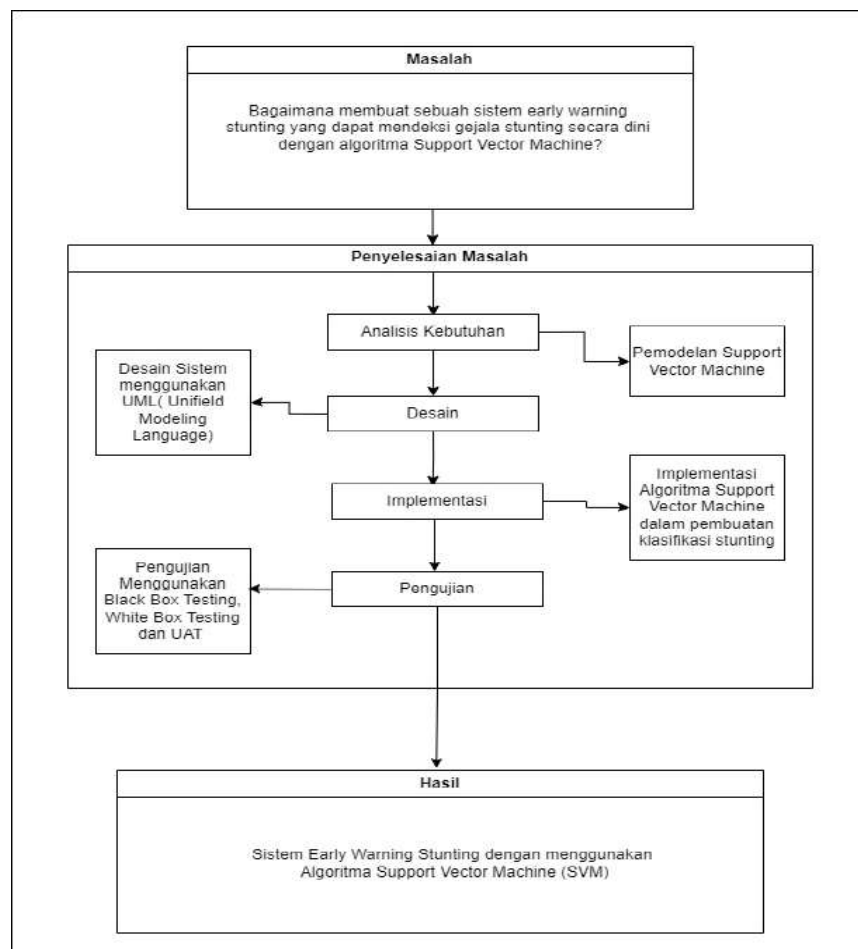 Masalah
Bagaimana membuat sebuah sistem early warning
stunting yang dapat mendeksi gejala stunting secara dini
dengan algoritma Support Vector Machine?
Penyelesaian Masalah
Analisis Kebutuhan
Pemodelan Support
Vector Machine
Desain Sistem
menggunakan
UML( Unifield
Modeling
Language)
Desain
Implementasi
Implementasi
Algoritma Support
Vector Machine
dalam pembuatan
klasifikasi stunting
Pengujian
Menggunakan
Black Box Testing,
White Box Testing
dan UAT
Pengujian
Hasil
Sistem Early Warning Stunting dengan menggunakan
Algoritma Support Vector Machine (SVM)